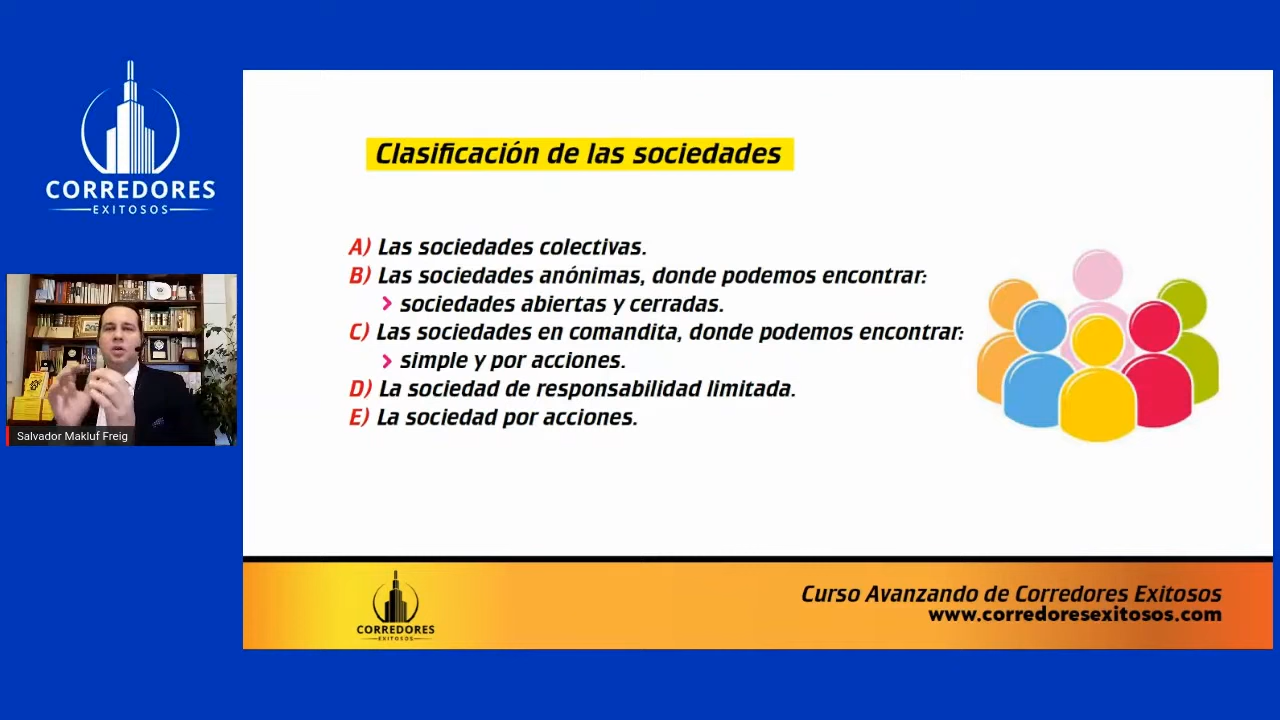 CORREDORES
EXITOSOS
Salvador Makluf Freig
Clasificación de las sociedades
A) Las sociedades colectivas.
B) Las sociedades anónimas, donde podemos encontrar:
sociedades abiertas y cerradas.
C) Las sociedades en comandita, donde podemos encontrar:
simple y por acciones.
D) La sociedad de responsabilidad limitada.
E) La sociedad por acciones.
CORREDORES
EXITOSOS
Curso Avanzando de Corredores Exitosos
www.corredoresexitosos.com